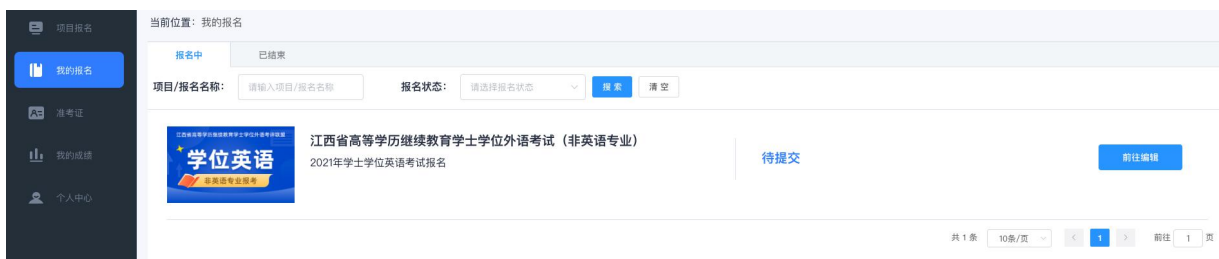 项目报名
我的报名
准考证
我的成绩
个人中心
当前位置：我的报名
报名中 已结束
项目/报名名称： 请输入项目/报名名称 报名状态： 请选择报名状态 搜索 清空
江西省高等学历继续教育学士学位外语考试联盟
学位英语
非英语专业报考
江西省高等学历继续教育学士学位外语考试（非英语专业）
2021年学士学位英语考试报名
待提交
前往编辑
共 1 条 10条/页 < 1 > 前往 1 页